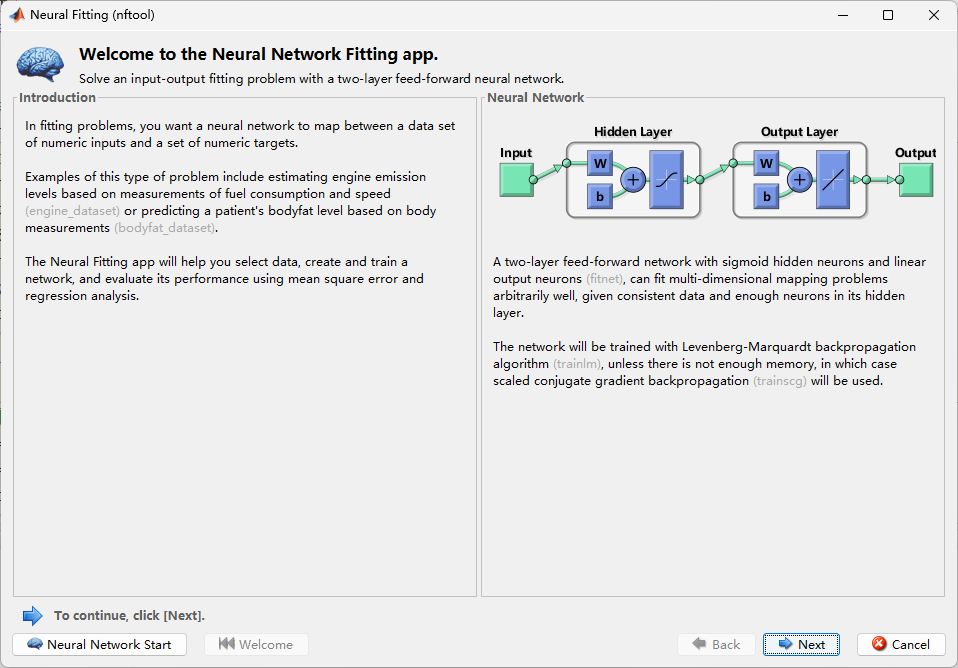 Neural Fitting (nftool)
Welcome to the Neural Network Fitting app.
Solve an input-output fitting problem with a two-layer feed-forward neural network.
Introduction
In fitting problems, you want a neural network to map between a data set
of numeric inputs and a set of numeric targets.
Examples of this type of problem include estimating engine emission
levels based on measurements of fuel consumption and speed
(engine_dataset) or predicting a patient's bodyfat level based on body
measurements (bodyfat_dataset).
The Neural Fitting app will help you select data, create and train a
network, and evaluate its performance using mean square error and
regression analysis.
Neural Network
Hidden Layer
Output Layer
Input
Output
W
b
+
W
b
+
A two-layer feed-forward network with sigmoid hidden neurons and linear
output neurons (fitnet), can fit multi-dimensional mapping problems
arbitrarily well, given consistent data and enough neurons in its hidden
layer.
The network will be trained with Levenberg-Marquardt backpropagation
algorithm (trainlm), unless there is not enough memory, in which case
scaled conjugate gradient backpropagation (trainscg) will be used.
To continue, click [Next].
Neural Network Start
Welcome
Back
Next
Cancel